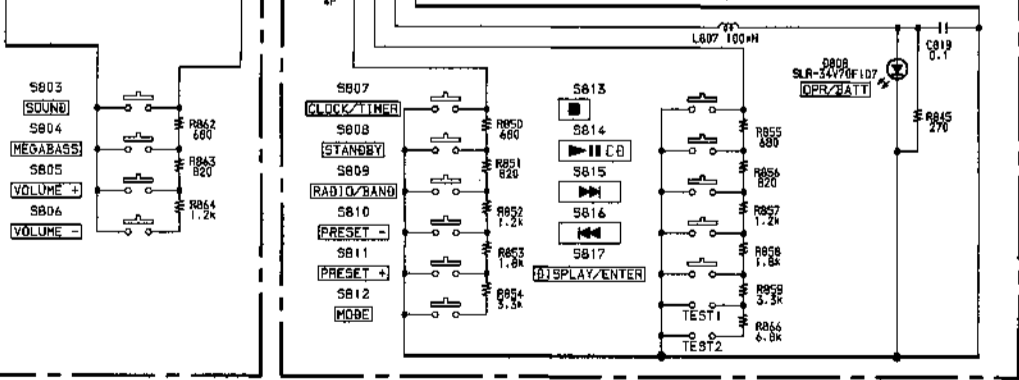 4P
L807 100mH
C819
0.1
D808
SLR-34V70F107
OPR/BATT
R845
270
S803
SOUND
S804
MEGABASS
S805
VOLUME +
S806
VOLUME -
R862
680
R863
820
R864
1.2k
S807
CLOCK/TIMER
S808
STANDBY
S809
RADIO/BAND
S810
PRESET -
S811
PRESET +
S812
MODE
R850
680
R851
820
R852
1.2k
R853
1.8k
R854
3.3k
S813
S814
CD
S815
S816
S817
DISPLAY/ENTER
R855
680
R856
820
R857
1.2k
R858
1.8k
R859
3.3k
R866
6.8k
TEST1
TEST2